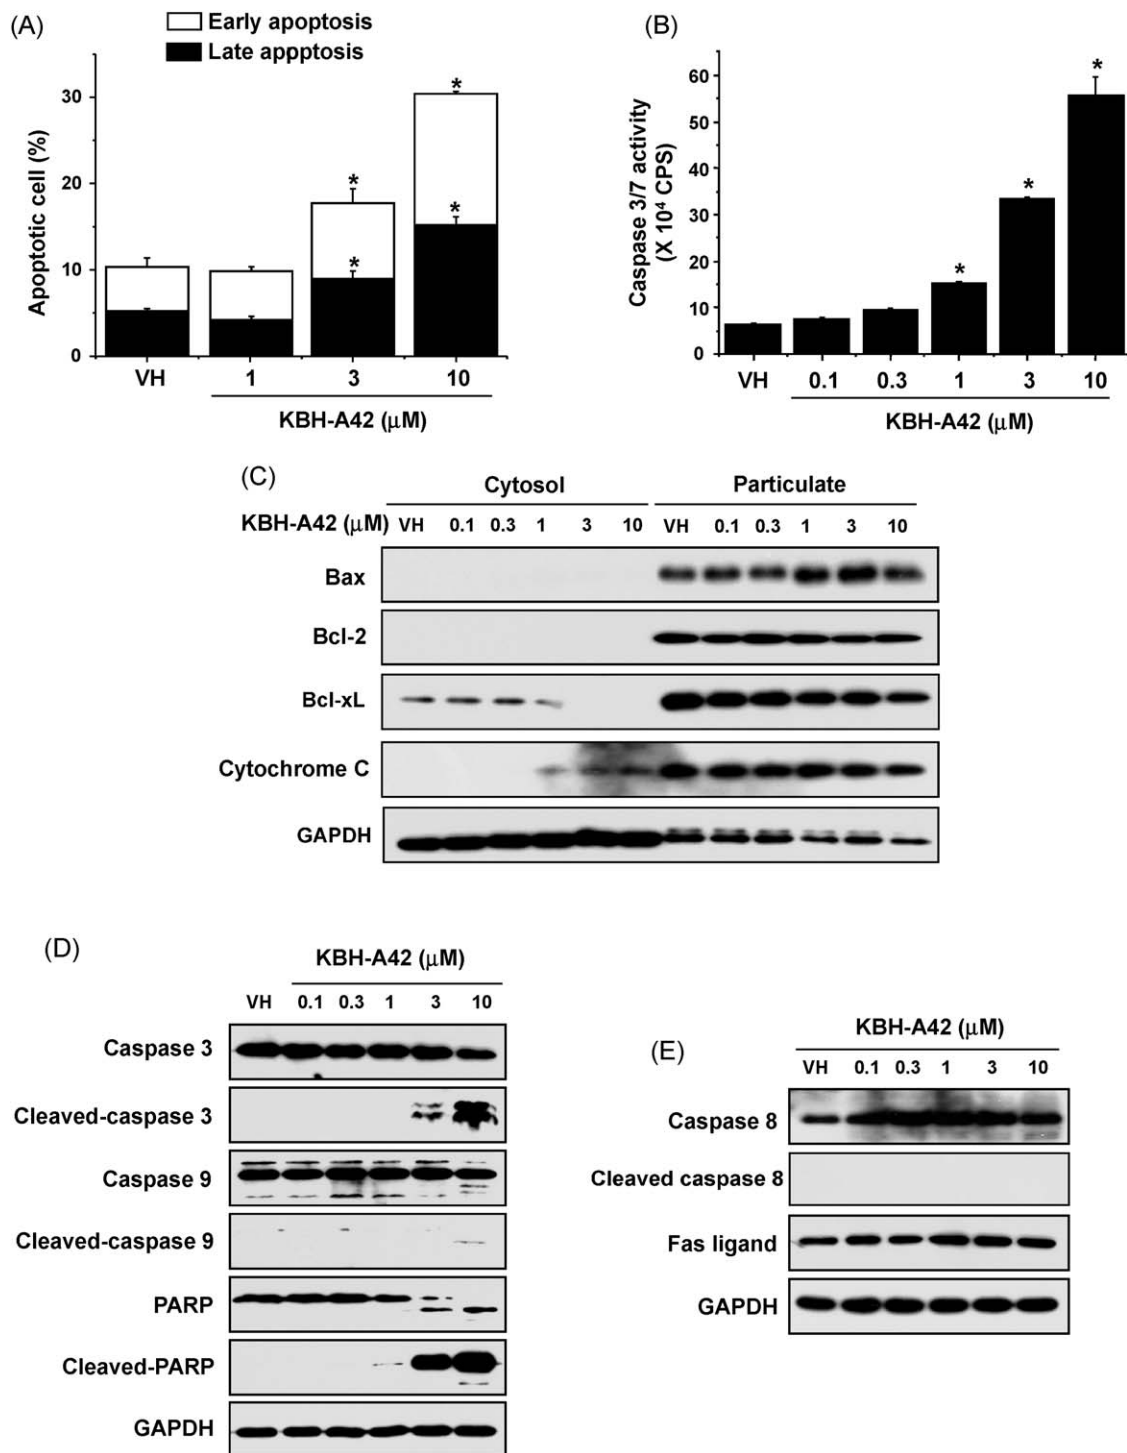 (A)
Early apoptosis
Late appptosis
Apoptotic cell (%)
30
20
10
0
VH 1 3 10
KBH-A42 (μM)
(B)
Caspase 3/7 activity
(X 10⁴ CPS)
60
50
40
30
20
10
0
* * *
VH 0.1 0.3 1 3 10
KBH-A42 (μM)
(C)
Cytosol Particulate
KBH-A42 (μM) VH 0.1 0.3 1 3 10 VH 0.1 0.3 1 3 10
Bax
Bcl-2
Bcl-xL
Cytochrome C
GAPDH
(D)
KBH-A42 (μM)
VH 0.1 0.3 1 3 10
Caspase 3
Cleaved-caspase 3
Caspase 9
Cleaved-caspase 9
PARP
Cleaved-PARP
GAPDH
(E)
KBH-A42 (μM)
VH 0.1 0.3 1 3 10
Caspase 8
Cleaved caspase 8
Fas ligand
GAPDH